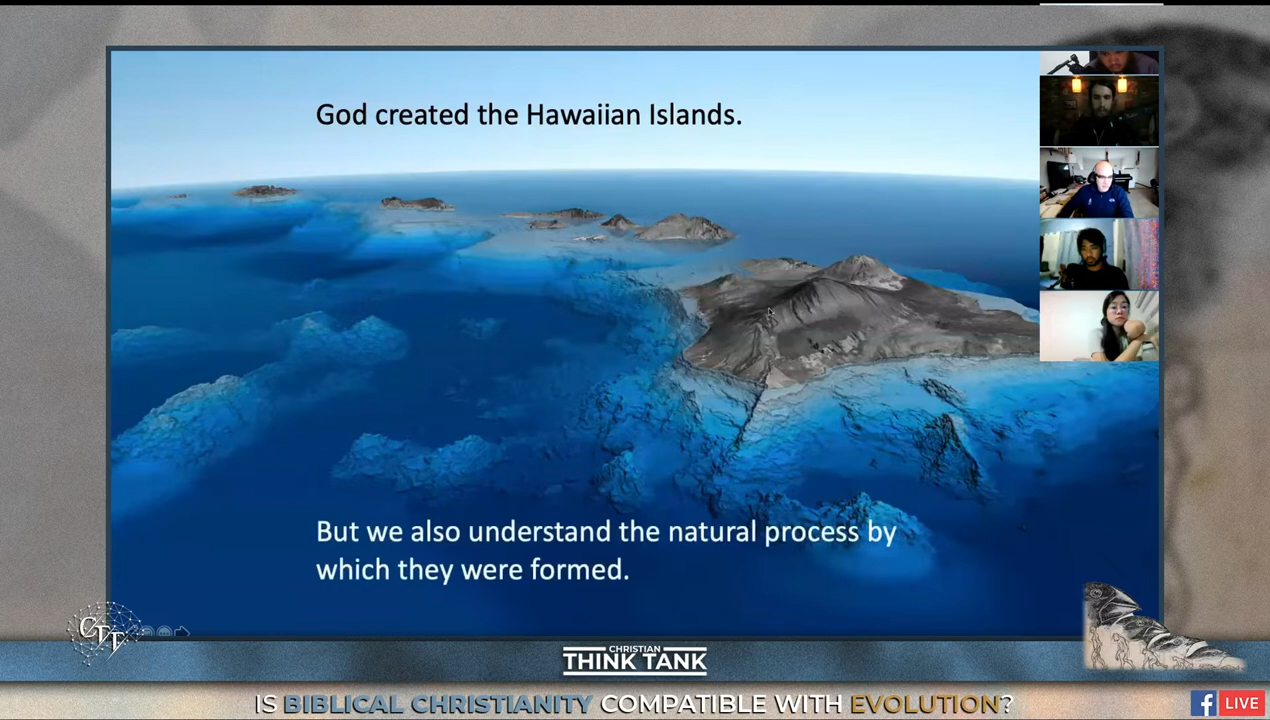 God created the Hawaiian Islands.
But we also understand the natural process by
which they were formed.
CTT
CHRISTIAN
THINK TANK
IS BIBLICAL CHRISTIANITY COMPATIBLE WITH EVOLUTION?
f LIVE